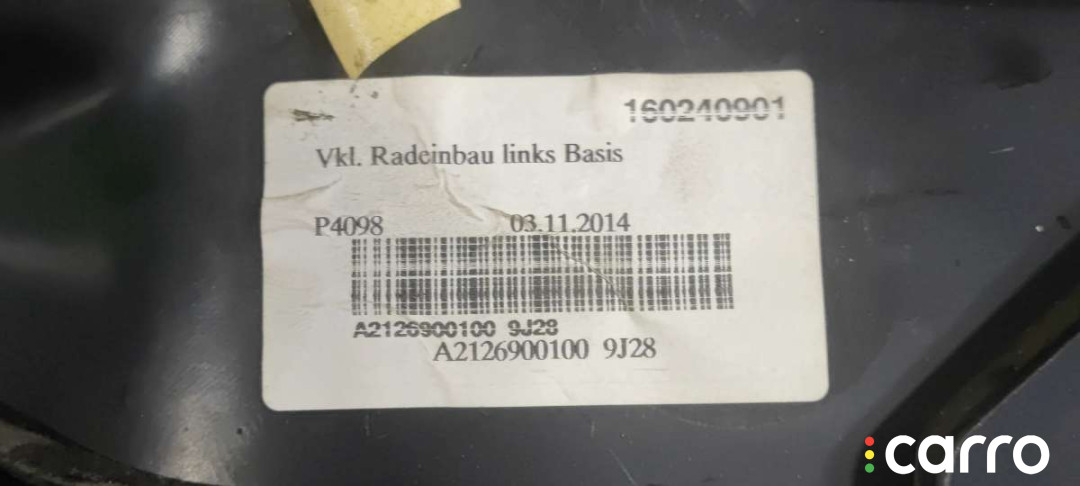 160240901
Vkl. Radeinbau links Basis
P4098 03.11.2014
A2126900100 9J28
A2126900100 9J28
carro